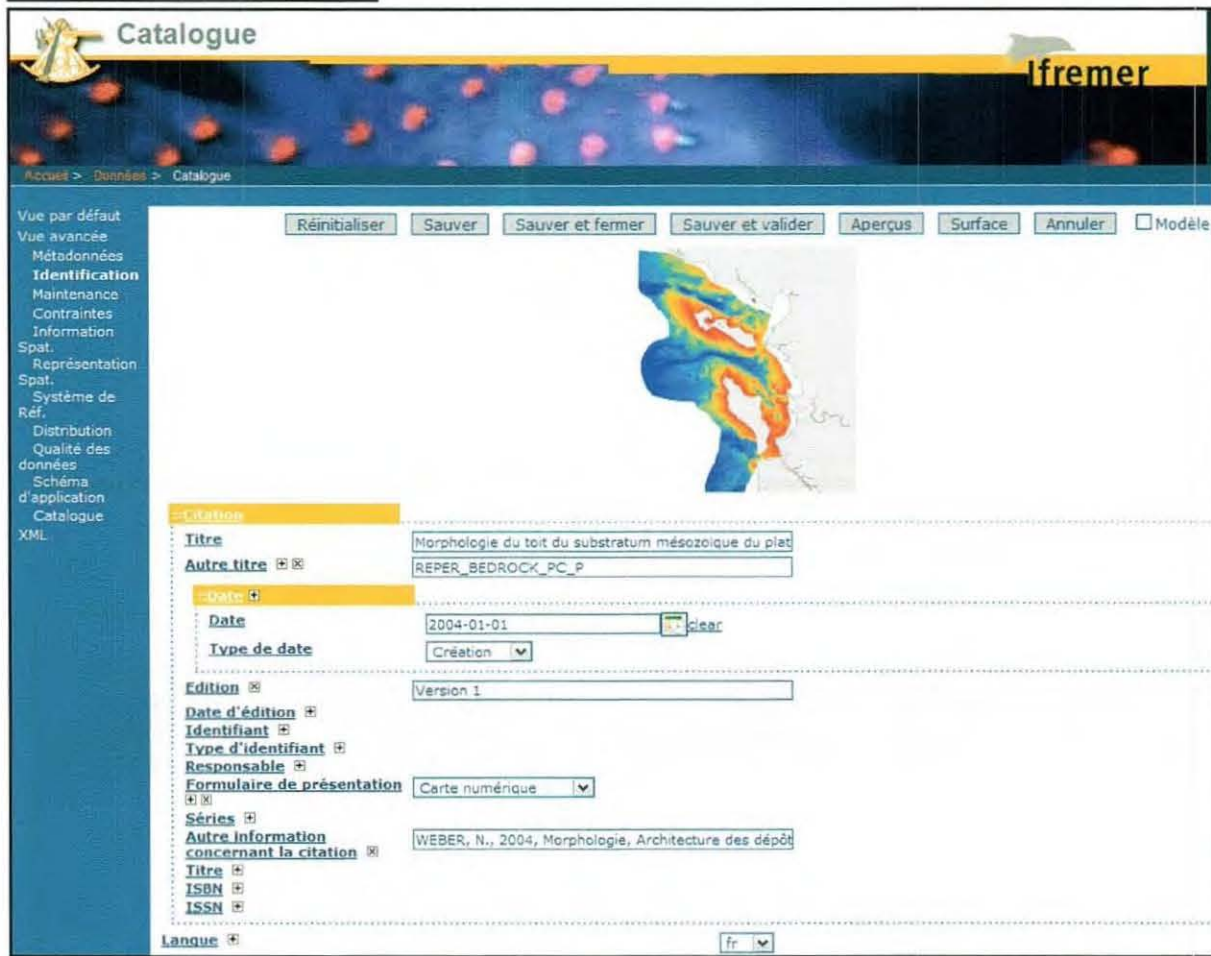 Catalogue
Ifremer
Accueil > Données > Catalogue
Vue par défaut
Vue avancée
Métadonnées
Identification
Maintenance
Contraintes
Information
Spat.
Représentation
Spat.
Système de
Réf.
Distribution
Qualité des
données
Schéma
d'application
Catalogue
XML
Réinitialiser Sauver Sauver et fermer Sauver et valider Aperçus Surface Annuler Modèle
::Citation
Titre Morphologie du toit du substratum mésozoique du plat
Autre titre REPER_BEDROCK_PC_P
::Date
Date 2004-01-01 clear
Type de date Création
Edition Version 1
Date d'édition
Identifiant
Type d'identifiant
Responsable
Formulaire de présentation Carte numérique
Séries
Autre information
concernant la citation WEBER, N., 2004, Morphologie, Architecture des dépôt
Titre
ISBN
ISSN
Langue fr